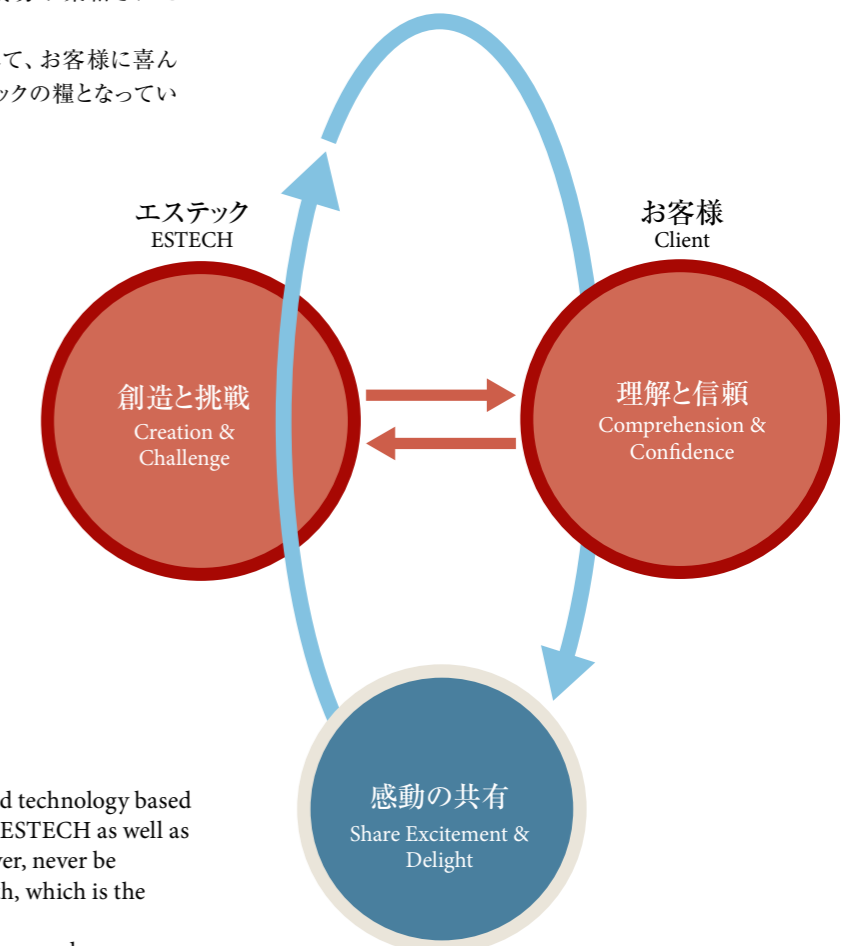 て、お客様に喜ん
ックの糧となってい
エステック
ESTECH
お客様
Client
創造と挑戦
Creation &
Challenge
理解と信頼
Comprehension &
Confidence
感動の共有
Share Excitement &
Delight
d technology based
ESTECH as well as
er, never be
h, which is the